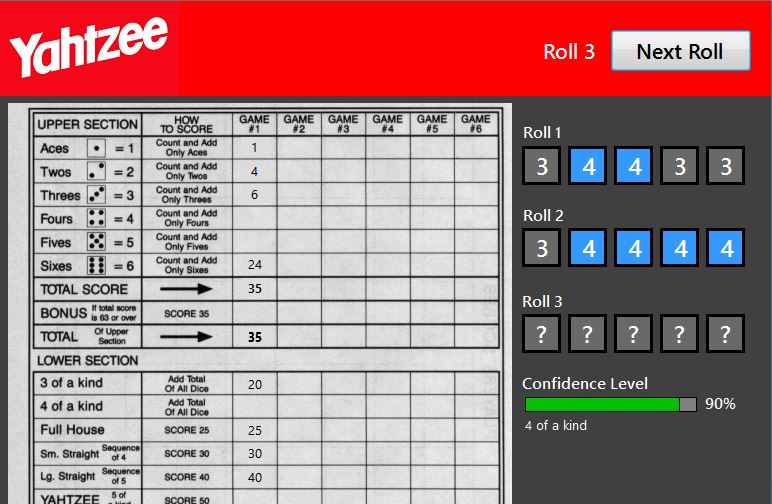 Yahtzee
Roll 3 Next Roll
UPPER SECTION HOW TO SCORE GAME #1 GAME #2 GAME #3 GAME #4 GAME #5 GAME #6
Aces = 1 Count and Add Only Aces 1
Twos = 2 Count and Add Only Twos 4
Threes = 3 Count and Add Only Threes 6
Fours = 4 Count and Add Only Fours
Fives = 5 Count and Add Only Fives
Sixes = 6 Count and Add Only Sixes 24
TOTAL SCORE 35
BONUS If total score is 63 or over SCORE 35
TOTAL Of Upper Section 35
LOWER SECTION
3 of a kind Add Total Of All Dice 20
4 of a kind Add Total Of All Dice
Full House SCORE 25 25
Sm. Straight Sequence of 4 SCORE 30 30
Lg. Straight Sequence of 5 SCORE 40 40
YAHTZEE 5 of SCORE 50
Roll 1
3 4 4 3 3
Roll 2
3 4 4 4 4
Roll 3
? ? ? ? ?
Confidence Level
90%
4 of a kind